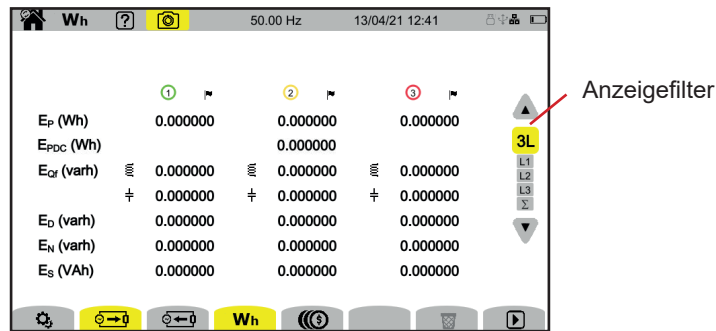 Wh ? 50.00 Hz 13/04/21 12:41
1 2 3
Anzeigefilter
EP (Wh) 0.000000 0.000000 0.000000
EPDC (Wh) 0.000000
3L
EQf (varh) 0.000000 0.000000 0.000000
L1
L2
0.000000 0.000000 0.000000
L3
Σ
ED (varh) 0.000000 0.000000 0.000000
EN (varh) 0.000000 0.000000 0.000000
ES (VAh) 0.000000 0.000000 0.000000
Wh